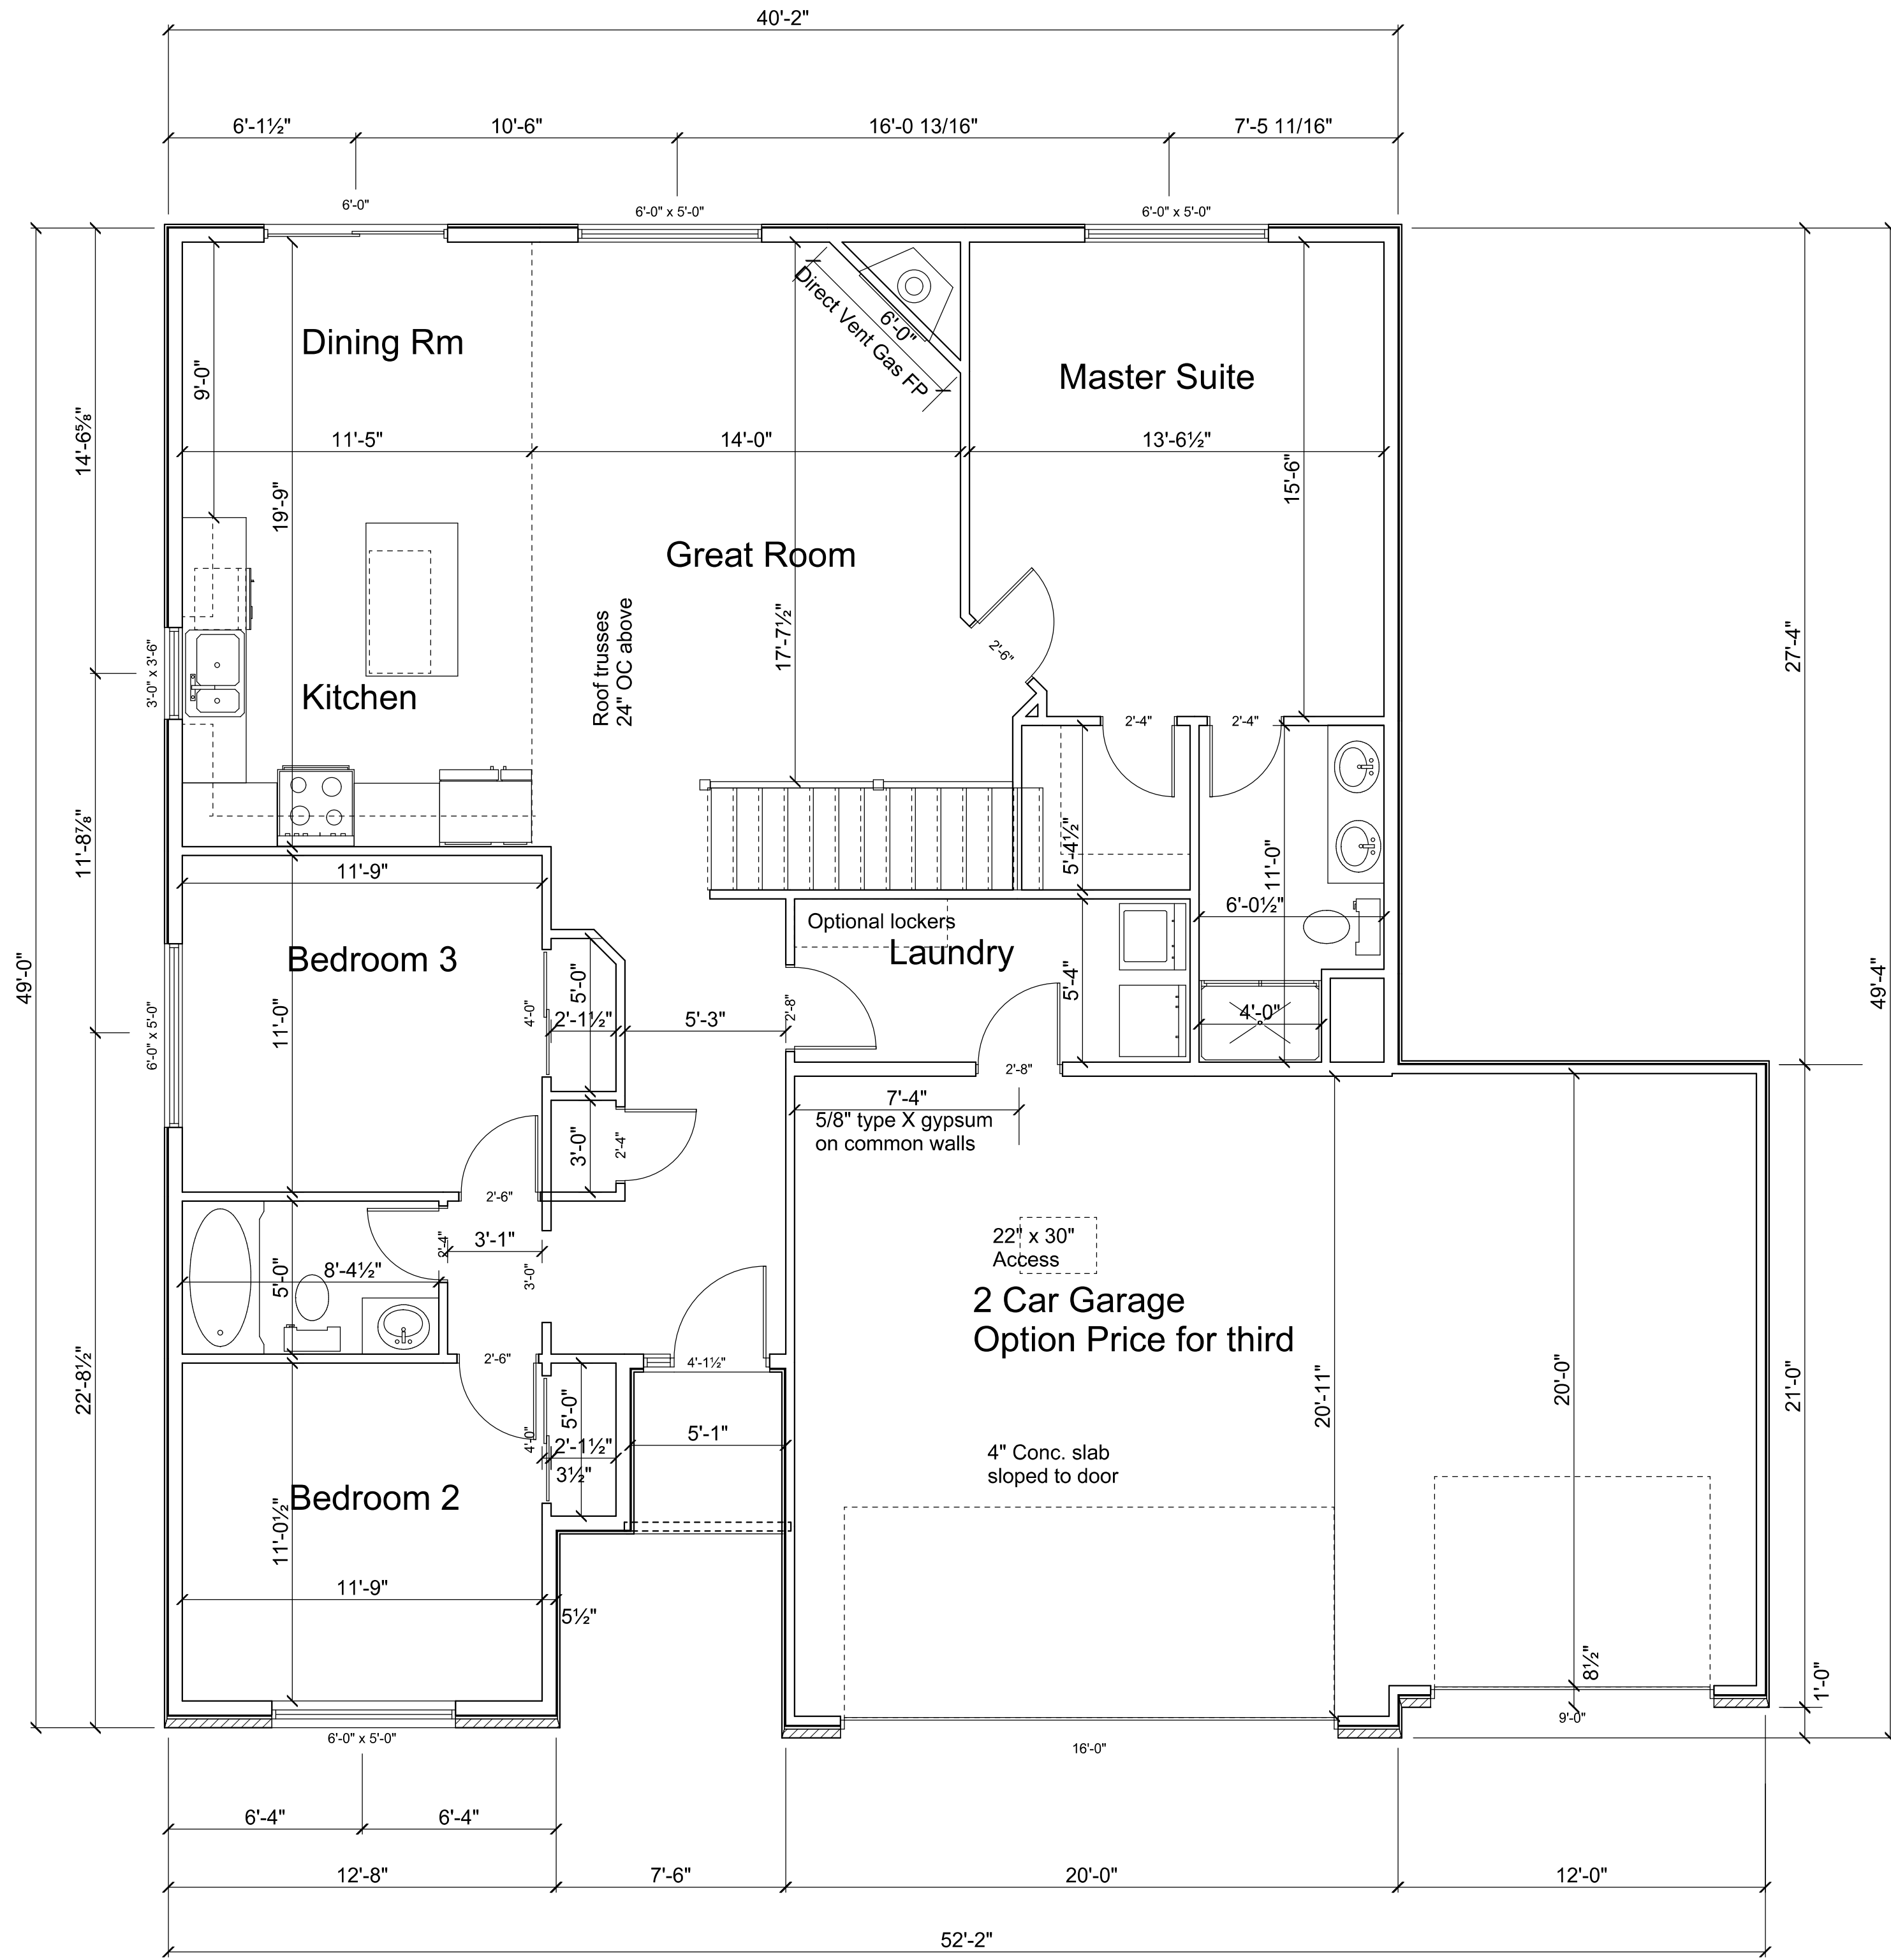 40'-2"
6'-1½"
10'-6"
16'-0 13/16"
7'-5 11/16"
6'-0"
6'-0" x 5'-0"
6'-0" x 5'-0"
Dining Rm
9'-0"
Direct Vent Gas FP
6'-0"
Master Suite
14'-6⅝"
11'-5"
14'-0"
13'-6½"
19'-9"
15'-6"
Great Room
Roof trusses
24" OC above
17'-7½"
2'-6"
3'-0" x 3'-6"
27'-4"
Kitchen
2'-4"
2'-4"
11'-8⅞"
5'-4½"
11'-0"
11'-9"
6'-0½"
Optional lockers
Laundry
Bedroom 3
49'-0"
5'-0"
5'-4"
49'-4"
6'-0" x 5'-0"
11'-0"
4'-0"
2'-1½"
5'-3"
2'-8"
4'-0"
2'-8"
7'-4"
5/8" type X gypsum
on common walls
3'-0"
2'-4"
2'-6"
2'-4"
3'-1"
22" x 30"
Access
5'-0"
8'-4½"
3'-0"
2 Car Garage
Option Price for third
2'-6"
4'-1½"
22'-8½"
20'-11"
20'-0"
21'-0"
5'-0"
4'-0"
2'-1½"
3½"
5'-1"
4" Conc. slab
sloped to door
Bedroom 2
11'-0½"
11'-9"
5½"
8½"
1'-0"
9'-0"
6'-0" x 5'-0"
16'-0"
6'-4"
6'-4"
12'-8"
7'-6"
20'-0"
12'-0"
52'-2"